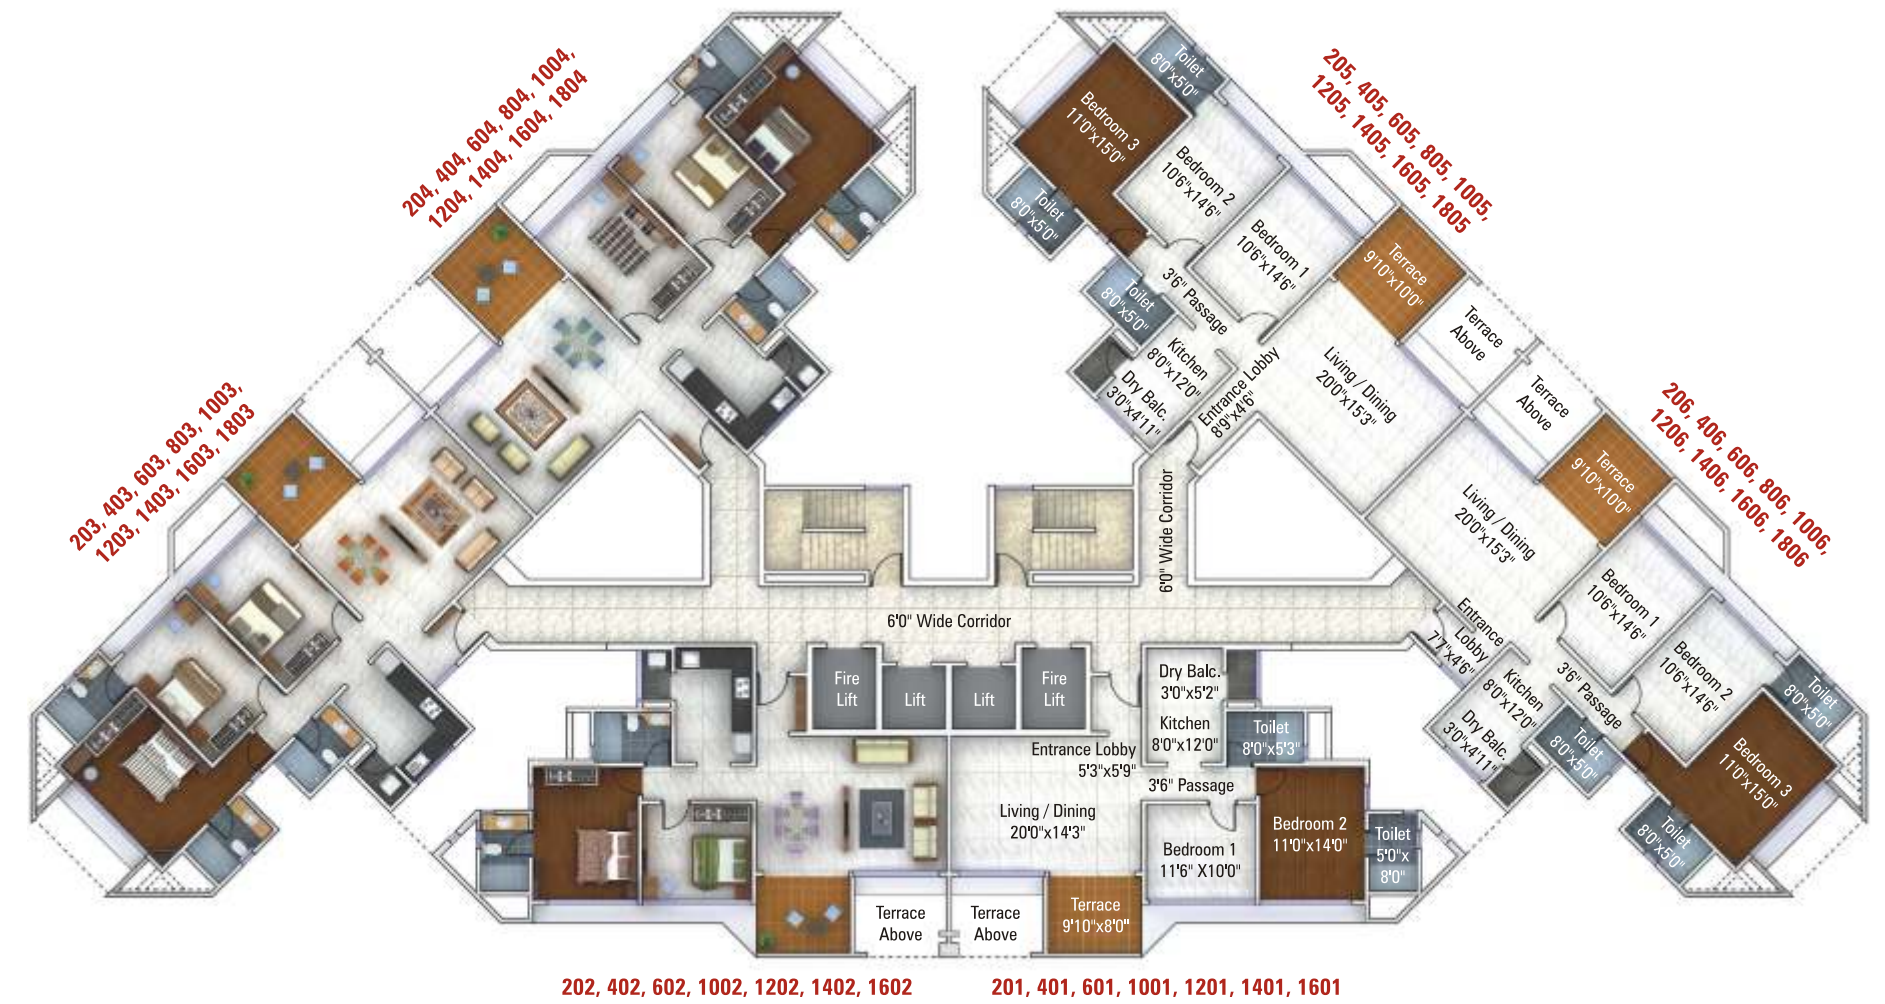 204, 404, 604, 804, 1004,
1204, 1404, 1604, 1804
203, 403, 603, 803, 1003,
1203, 1403, 1603, 1803
205, 405, 605, 805, 1005,
1205, 1405, 1605, 1805
206, 406, 606, 806, 1006,
1206, 1406, 1606, 1806
Toilet
8'0"x5'0"
Bedroom 3
11'0"x15'0"
Bedroom 2
10'6"x14'6"
Toilet
8'0"x5'0"
Bedroom 1
10'6"x14'6"
Terrace
9'10"x10'0"
3'6" Passage
Toilet
8'0"x5'0"
Terrace
Above
Kitchen
8'0"x12'0"
Living / Dining
20'0"x15'3"
Dry Balc.
3'0"x4'11"
Entrance Lobby
8'9"x4'6"
Terrace
Above
Terrace
9'10"x10'0"
Living / Dining
20'0"x15'3"
6'0" Wide Corridor
6'0" Wide Corridor
Bedroom 1
10'6"x14'6"
Entrance
Lobby
7'7"x4'6"
Bedroom 2
10'6"x14'6"
3'6" Passage
Kitchen
8'0"x12'0"
Toilet
8'0"x5'0"
Dry Balc.
3'0"x4'11"
Toilet
8'0"x5'0"
Bedroom 3
11'0"x15'0"
Toilet
8'0"x5'0"
Fire
Lift
Lift
Lift
Fire
Lift
Dry Balc.
3'0"x5'2"
Kitchen
8'0"x12'0"
Toilet
8'0"x5'3"
Entrance Lobby
5'3"x5'9"
3'6" Passage
Living / Dining
20'0"x14'3"
Bedroom 1
11'6" X10'0"
Bedroom 2
11'0"x14'0"
Toilet
5'0"x
8'0"
Terrace
Above
Terrace
Above
Terrace
9'10"x8'0"
202, 402, 602, 1002, 1202, 1402, 1602
201, 401, 601, 1001, 1201, 1401, 1601